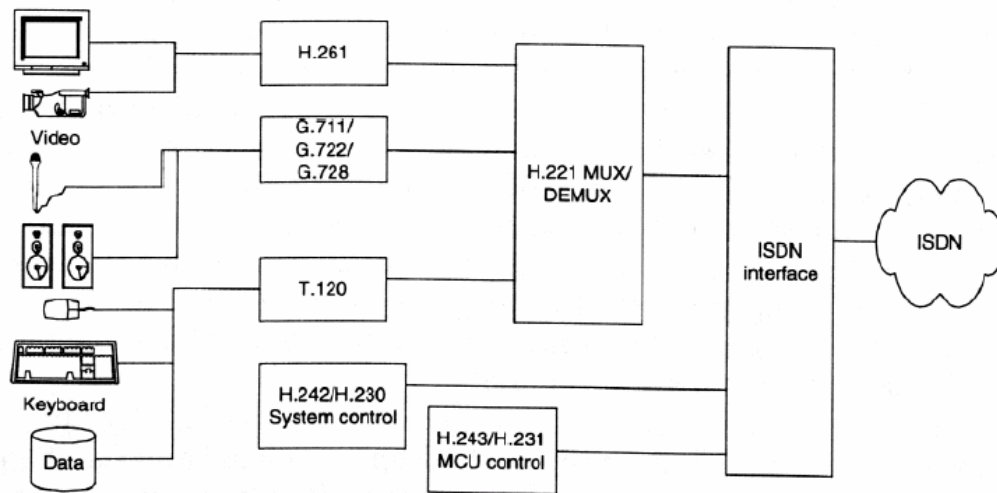 H.261
Video
G.711/
G.722/
G.728
H.221 MUX/
DEMUX
T.120
ISDN
interface
ISDN
Keyboard
Data
H.242/H.230
System control
H.243/H.231
MCU control